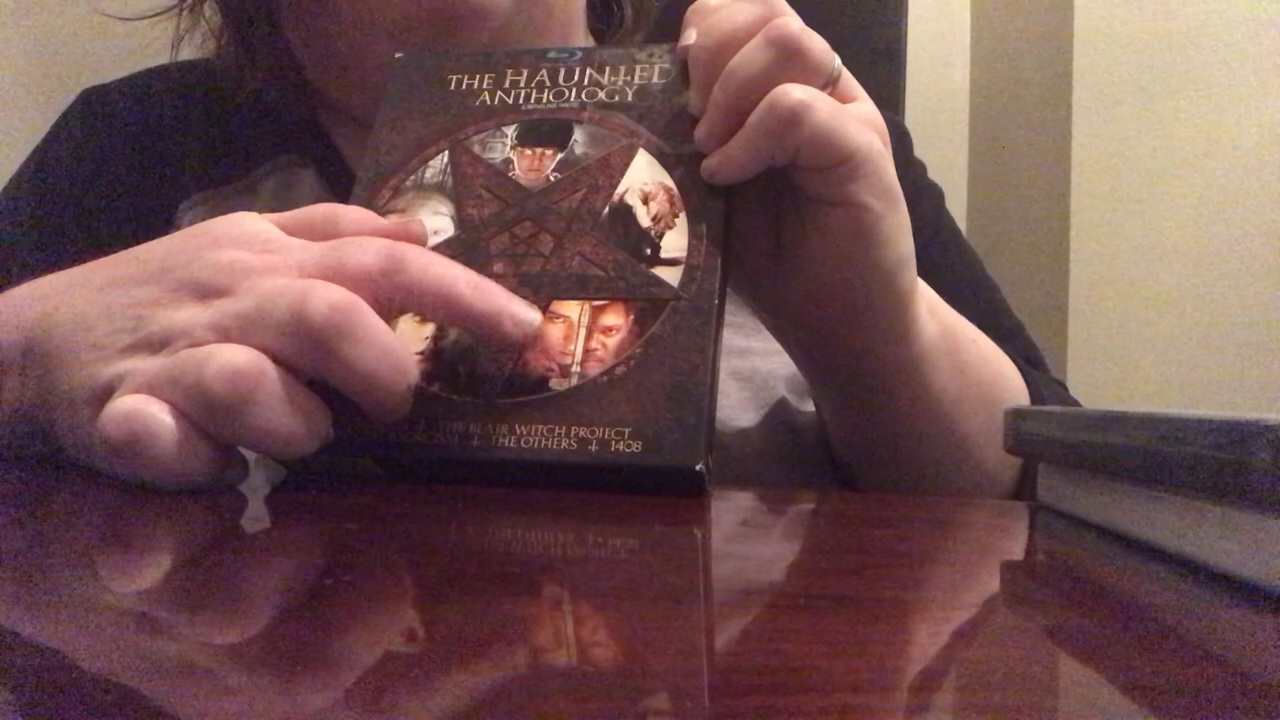 THE HAUNTED
ANTHOLOGY
THE BLAIR WITCH PROJECT
THE OTHERS 1408